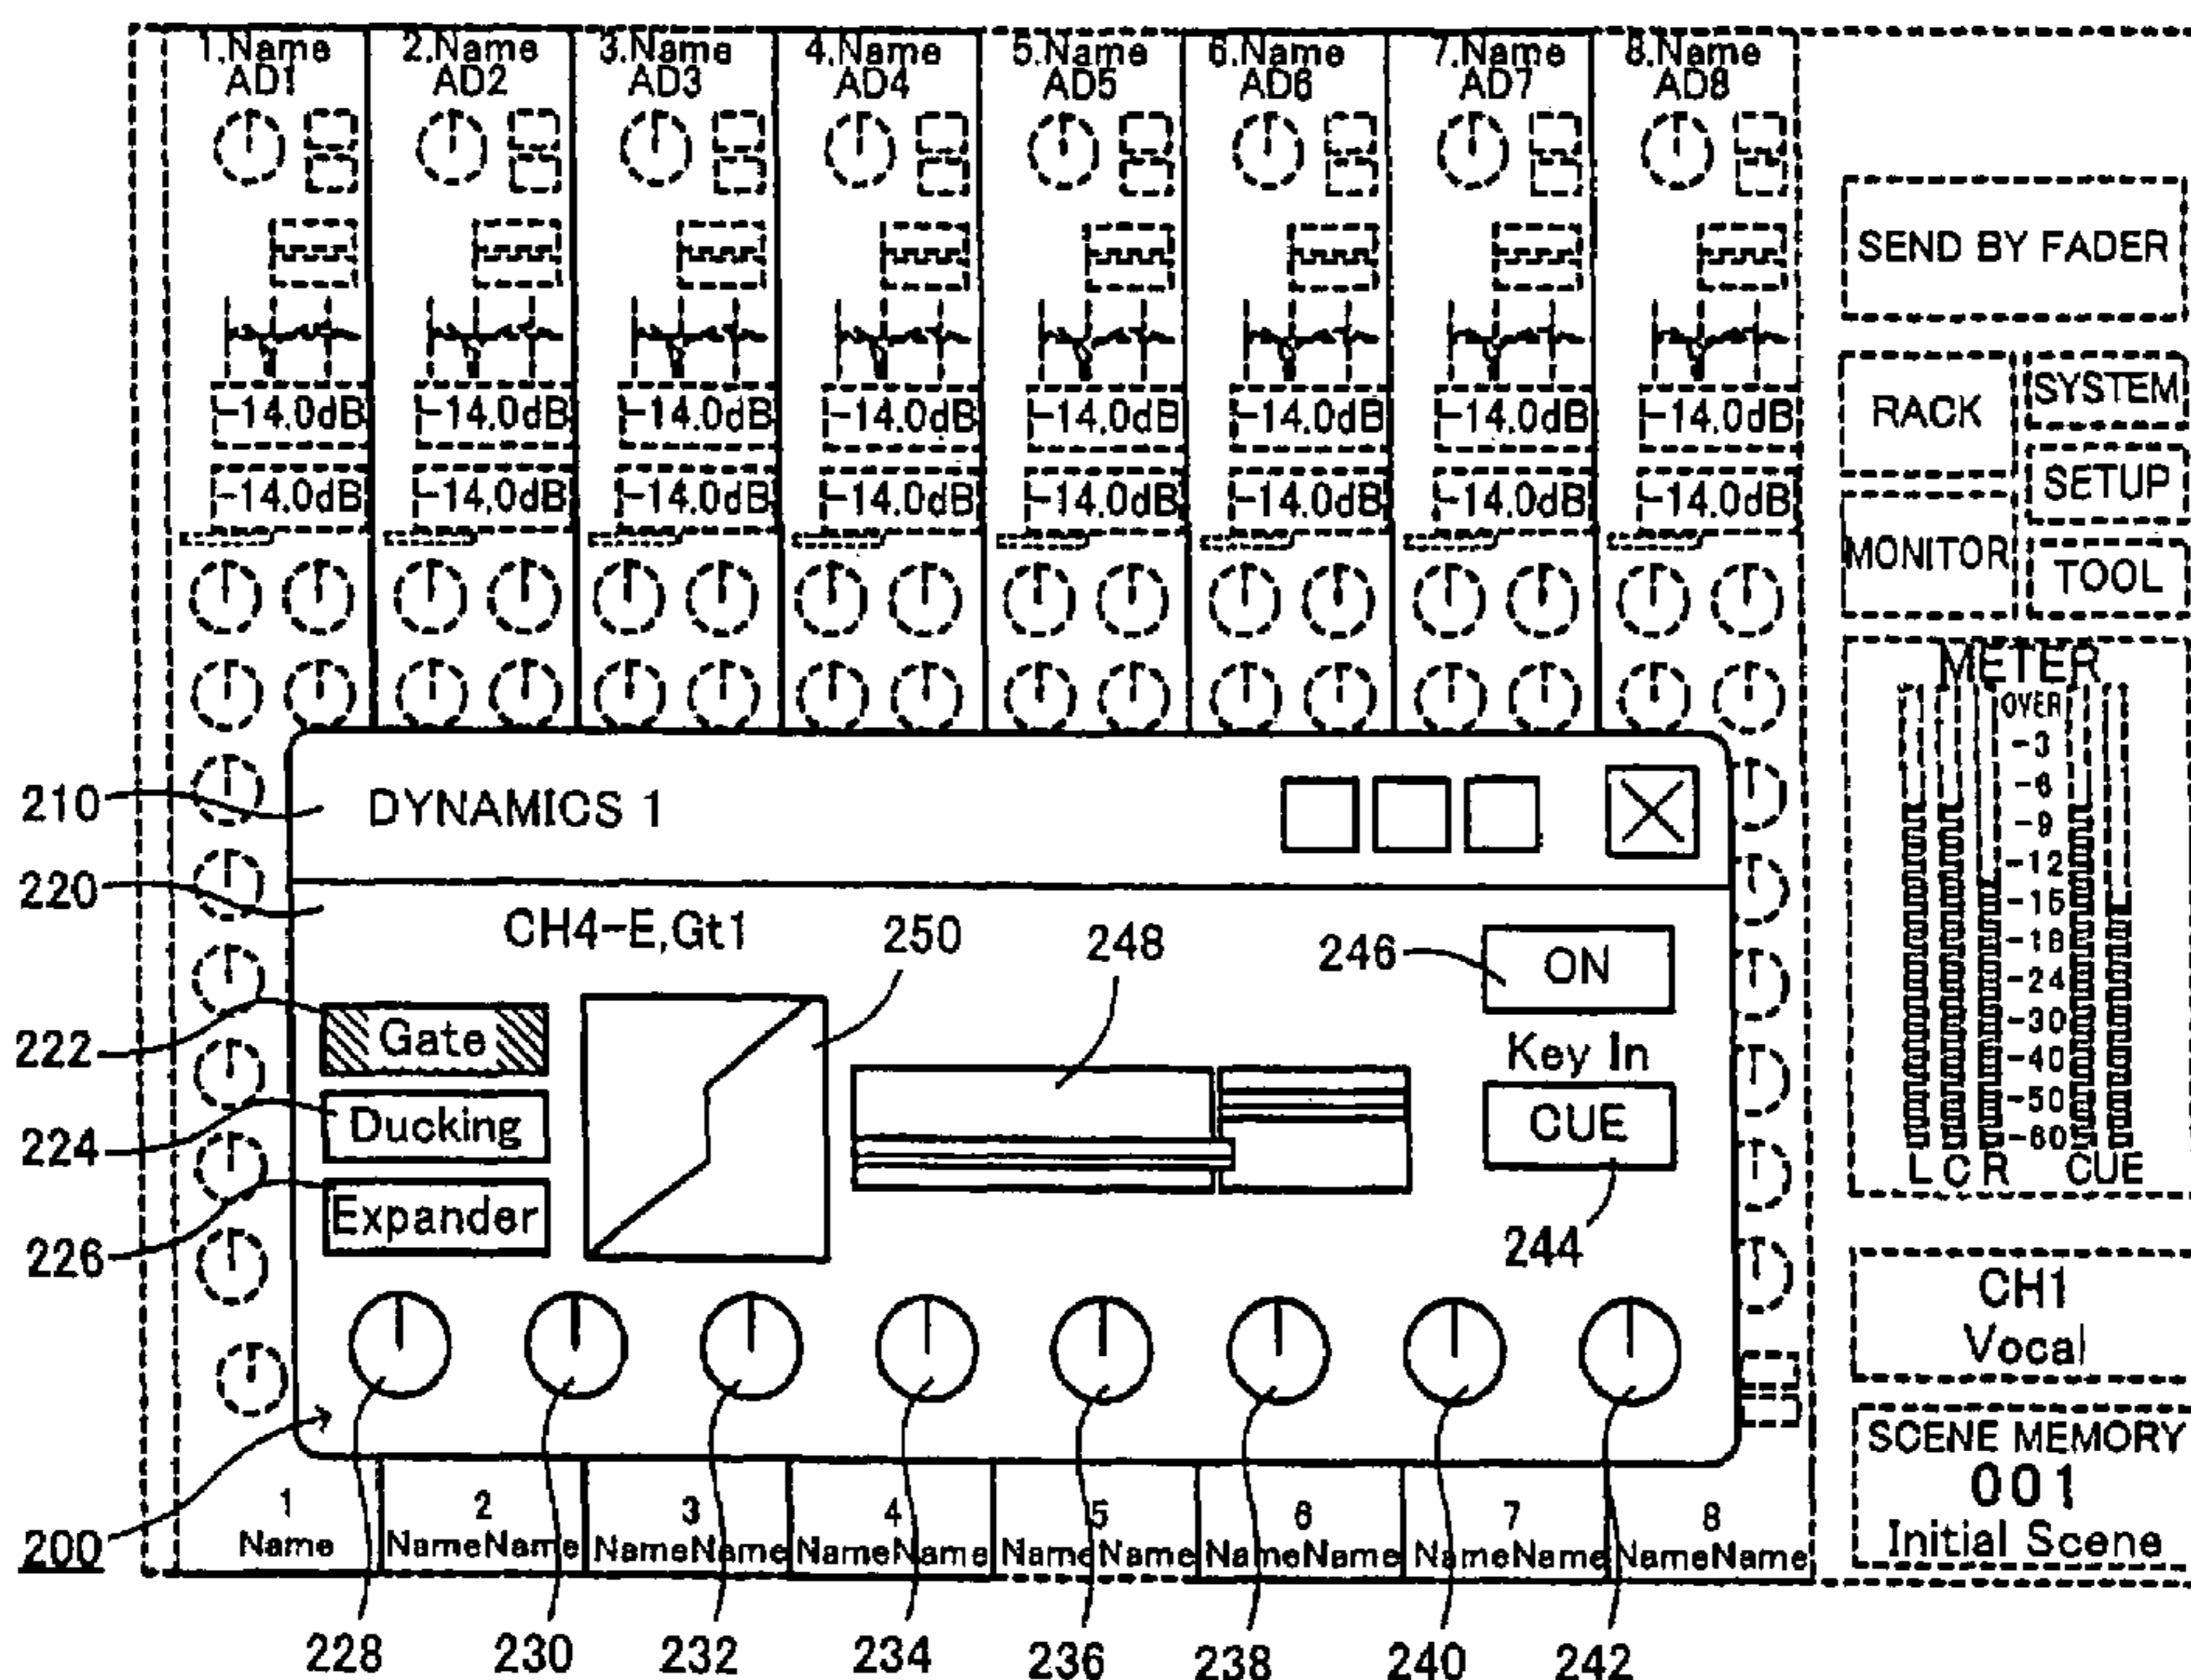 1.Name 2.Name 3.Name 4.Name 5.Name 6.Name 7.Name 8.Name
AD1 AD2 AD3 AD4 AD5 AD6 AD7 AD8
-14.0dB -14.0dB -14.0dB -14.0dB -14.0dB -14.0dB -14.0dB -14.0dB
-14.0dB -14.0dB -14.0dB -14.0dB -14.0dB -14.0dB -14.0dB -14.0dB
SEND BY FADER
RACK
SYSTEM
SETUP
MONITOR
TOOL
METER
OVER
-3
-6
-9
-12
-15
-18
-24
-30
-40
-50
-60
L C R CUE
CH1
Vocal
SCENE MEMORY
001
Initial Scene
210
DYNAMICS 1
220
CH4-E,Gt1
250
248
246
ON
222
Gate
Key In
224
Ducking
CUE
226
Expander
244
200
1 2 3 4 5 6 7 8
Name NameName NameName NameName NameName NameName NameName NameName
228 230 232 234 236 238 240 242